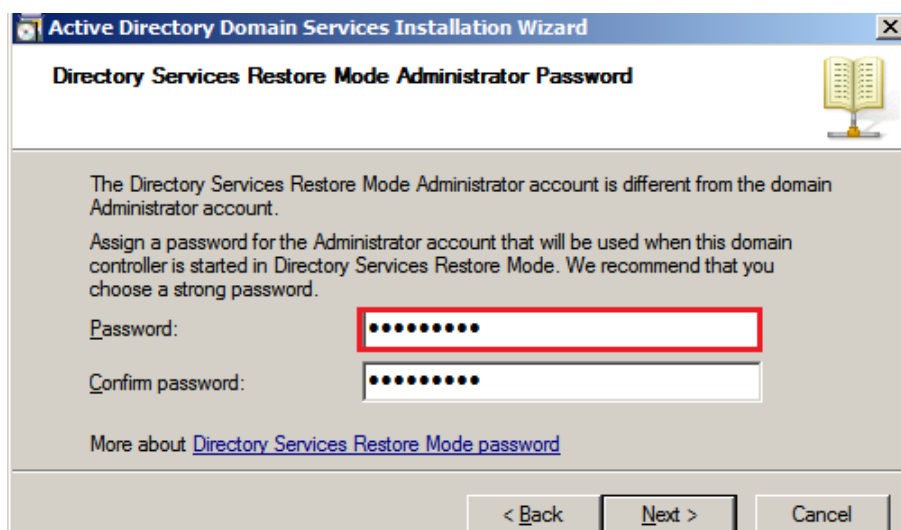 Active Directory Domain Services Installation Wizard
Directory Services Restore Mode Administrator Password
The Directory Services Restore Mode Administrator account is different from the domain
Administrator account.
Assign a password for the Administrator account that will be used when this domain
controller is started in Directory Services Restore Mode. We recommend that you
choose a strong password.
Password: •••••••••
Confirm password: •••••••••
More about Directory Services Restore Mode password
< Back Next > Cancel